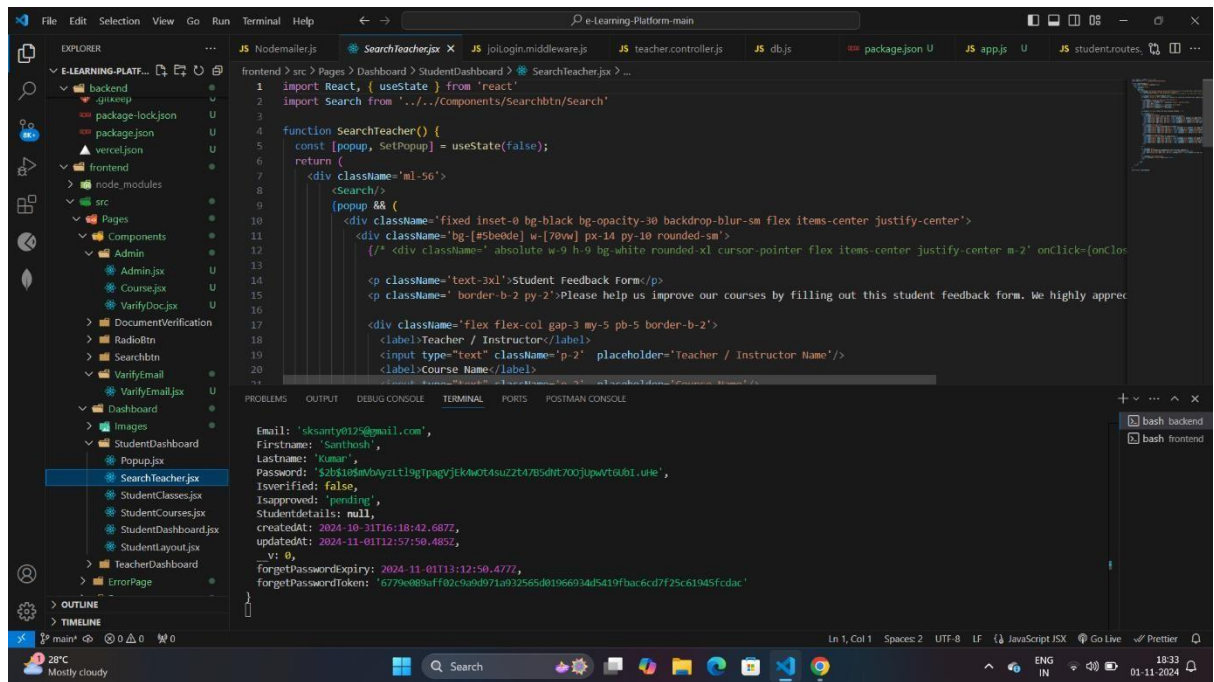 File Edit Selection View Go Run Terminal Help
e-Learning-Platform-main
EXPLORER
E-LEARNING-PLATF...
backend
.gitkeep U
package-lock.json U
package.json U
vercel.json U
frontend
node_modules
src
Pages
Components
Admin
Admin.jsx U
Course.jsx U
VarifyDoc.jsx U
DocumentVerification
RadioBtn
Searchbtn
VarifyEmail
VarifyEmail.jsx U
Dashboard
Images
StudentDashboard
Popup.jsx
SearchTeacher.jsx
StudentClasses.jsx
StudentCourses.jsx
StudentDashboard.jsx
StudentLayout.jsx
TeacherDashboard
ErrorPage
OUTLINE
TIMELINE
JS Nodemailer.js SearchTeacher.jsx JS joiLogin.middleware.js JS teacher.controller.js JS db.js package.json U JS app.js U JS student.routes.
frontend > src > Pages > Dashboard > StudentDashboard > SearchTeacher.jsx > ...
1 import React, { useState } from 'react'
2 import Search from '../../Components/Searchbtn/Search'
3
4 function SearchTeacher() {
5 const [popup, SetPopup] = useState(false);
6 return (
7 <div className='ml-56'>
8 <Search/>
9 {popup && (
10 <div className='fixed inset-0 bg-black bg-opacity-30 backdrop-blur-sm flex items-center justify-center'>
11 <div className='bg-[#5be0de] w-[70vw] px-14 py-10 rounded-sm'>
12 {/* <div className=' absolute w-9 h-9 bg-white rounded-xl cursor-pointer flex items-center justify-center m-2' onClick={onClos
13
14 <p className='text-3xl'>Student Feedback Form</p>
15 <p className=' border-b-2 py-2'>Please help us improve our courses by filling out this student feedback form. We highly apprec
16
17 <div className='flex flex-col gap-3 my-5 pb-5 border-b-2'>
18 <label>Teacher / Instructor</label>
19 <input type="text" className='p-2' placeholder='Teacher / Instructor Name'/>
20 <label>Course Name</label>
PROBLEMS OUTPUT DEBUG CONSOLE TERMINAL PORTS POSTMAN CONSOLE
bash backend
bash frontend
Email: 'sksanty0125@gmail.com',
Firstname: 'Santhosh',
Lastname: 'Kumar',
Isverified: false,
Isapproved: 'pending',
Studentdetails: null,
createdAt: 2024-10-31T16:18:42.687Z,
updatedAt: 2024-11-01T12:57:50.485Z,
__v: 0,
forgetPasswordExpiry: 2024-11-01T13:12:50.477Z,
forgetPasswordToken:
}
main* 0 0 0 Ln 1, Col 1 Spaces: 2 UTF-8 LF JavaScript JSX Go Live Prettier
28°C
Mostly cloudy
Search
ENG
IN
18:33
01-11-2024